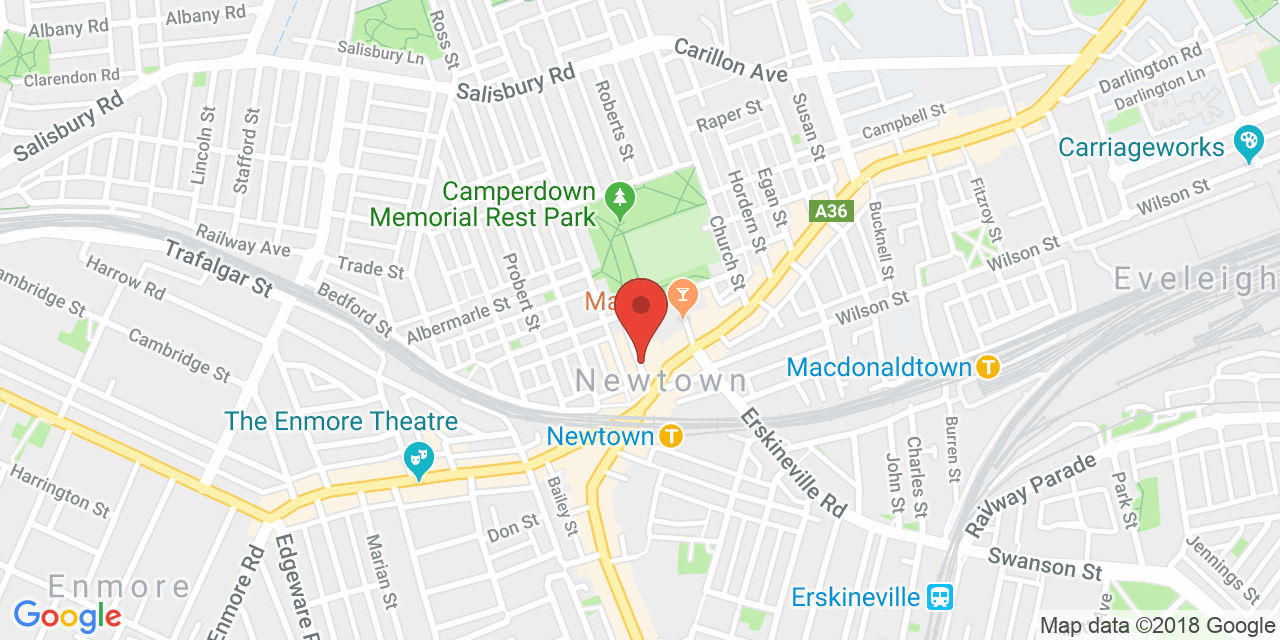 Albany Rd
Albany Rd
Ross St
Salisbury Ln
Carillon Ave
Clarendon Rd
Salisbury Rd
Salisbury Rd
Darlington Rd
Darlington Ln
Lincoln St
Stafford St
Roberts St
Raper St
Susan St
Campbell St
Carriageworks
Camperdown
Memorial Rest Park
Hordern St
Egan St
Church St
A36
Bucknell St
Fitzroy St
Wilson St
Wilson St
Wilson St
Eveleigh
Railway Ave
Trafalgar St
Trade St
Harrow Rd
Cambridge St
Cambridge St
Bedford St
Probert St
Albermarle St
Ma
Newtown
Macdonaldtown
The Enmore Theatre
Newtown
Erskineville Rd
John St
Charles St
Burren St
Railway Parade
Park St
Harrington St
Bailey St
Don St
Marian St
Edgeware R
Enmore Rd
Enmore
Swanson St
Jennings St
Erskineville
Google
Map data ©2018 Google